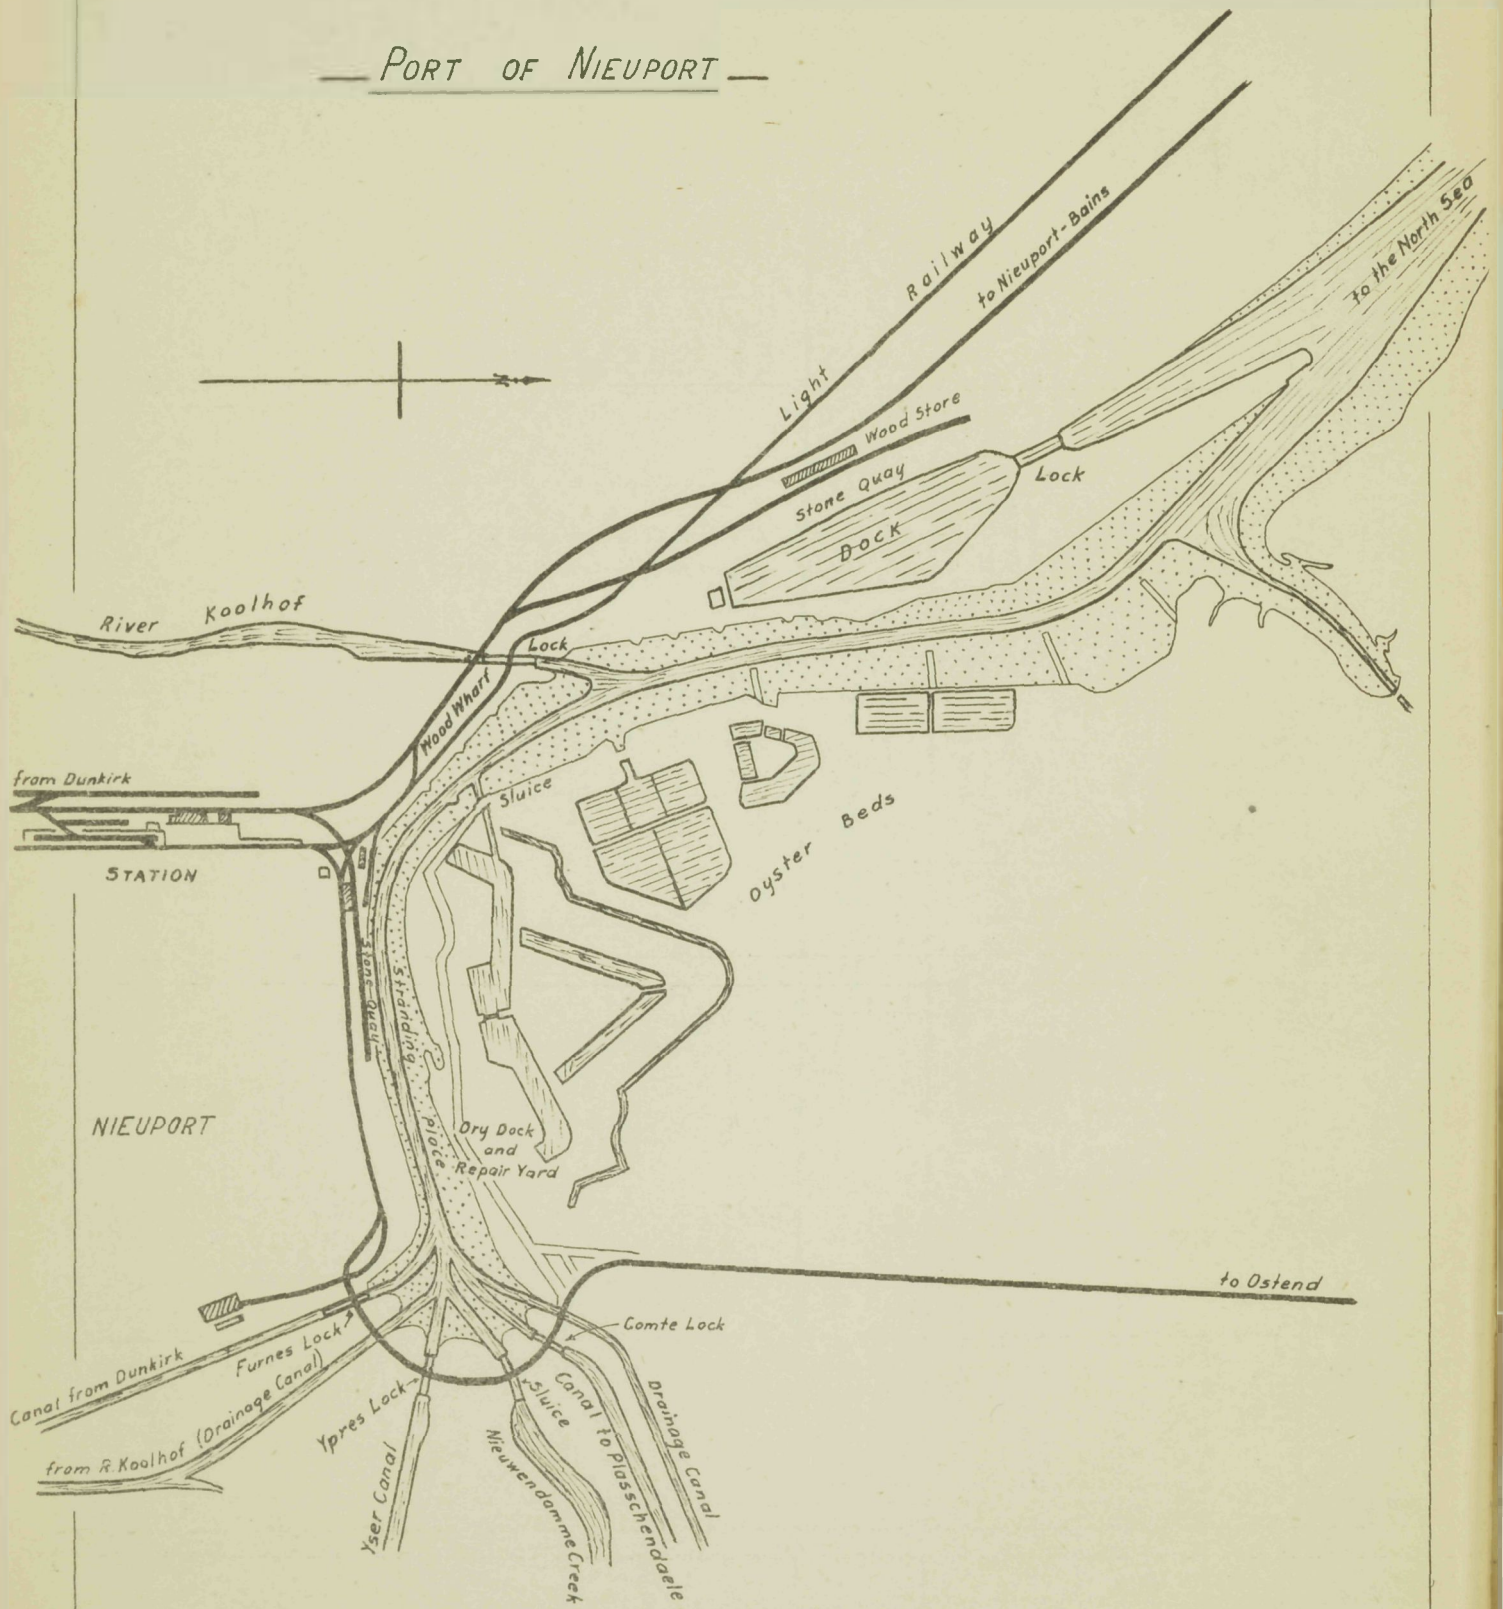 PORT OF NIEUPORT
to the North Sea
Light Railway
to Nieuport-Bains
N
Wood Store
Stone Quay
Lock
DOCK
River Koolhof
Lock
Wood Wharf
from Dunkirk
Sluice
Oyster Beds
STATION
Stone Quay
Stranding Place
NIEUPORT
Dry Dock
and
Repair Yard
to Ostend
Comte Lock
Furnes Lock
Canal from Dunkirk
Ypres Lock
Sluice
Canal to Plasschendaele
Drainage Canal
from R. Koolhof (Drainage Canal)
Yser Canal
Nieuwendamme Creek